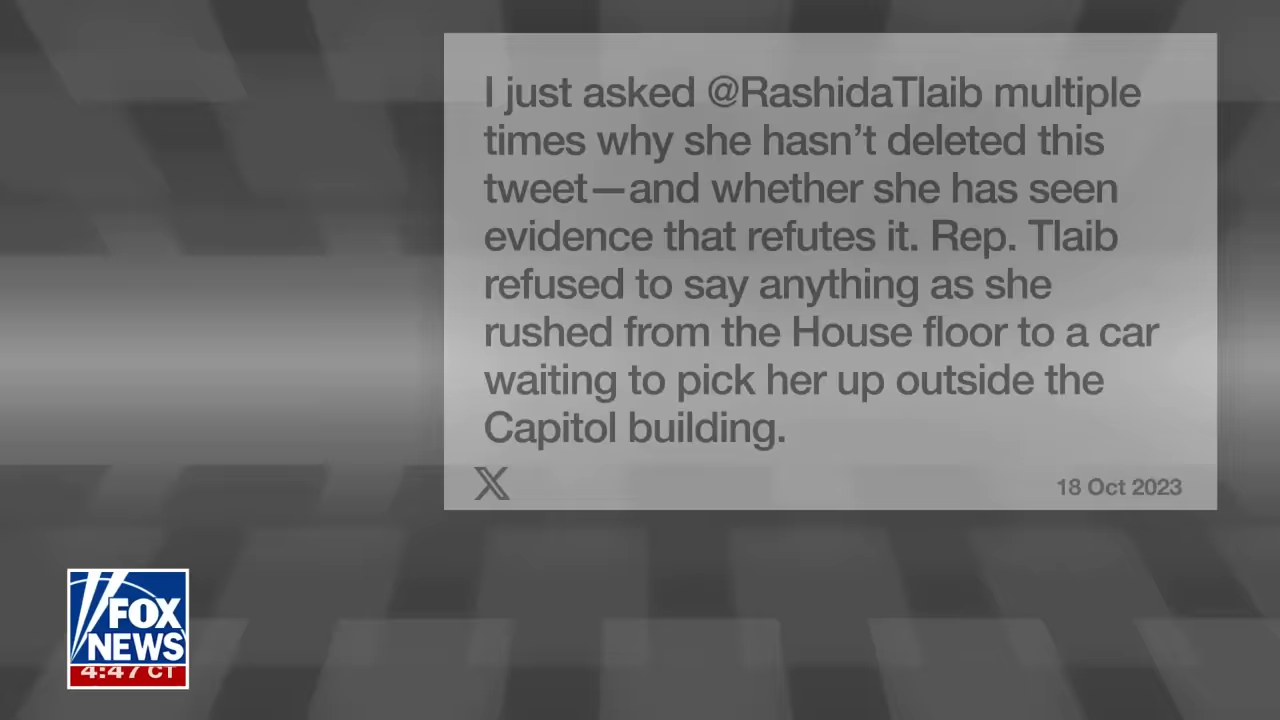 I just asked @RashidaTlaib multiple
times why she hasn’t deleted this
tweet—and whether she has seen
evidence that refutes it. Rep. Tlaib
refused to say anything as she
rushed from the House floor to a car
waiting to pick her up outside the
Capitol building.
X
18 Oct 2023
FOX
NEWS
4:47 CT